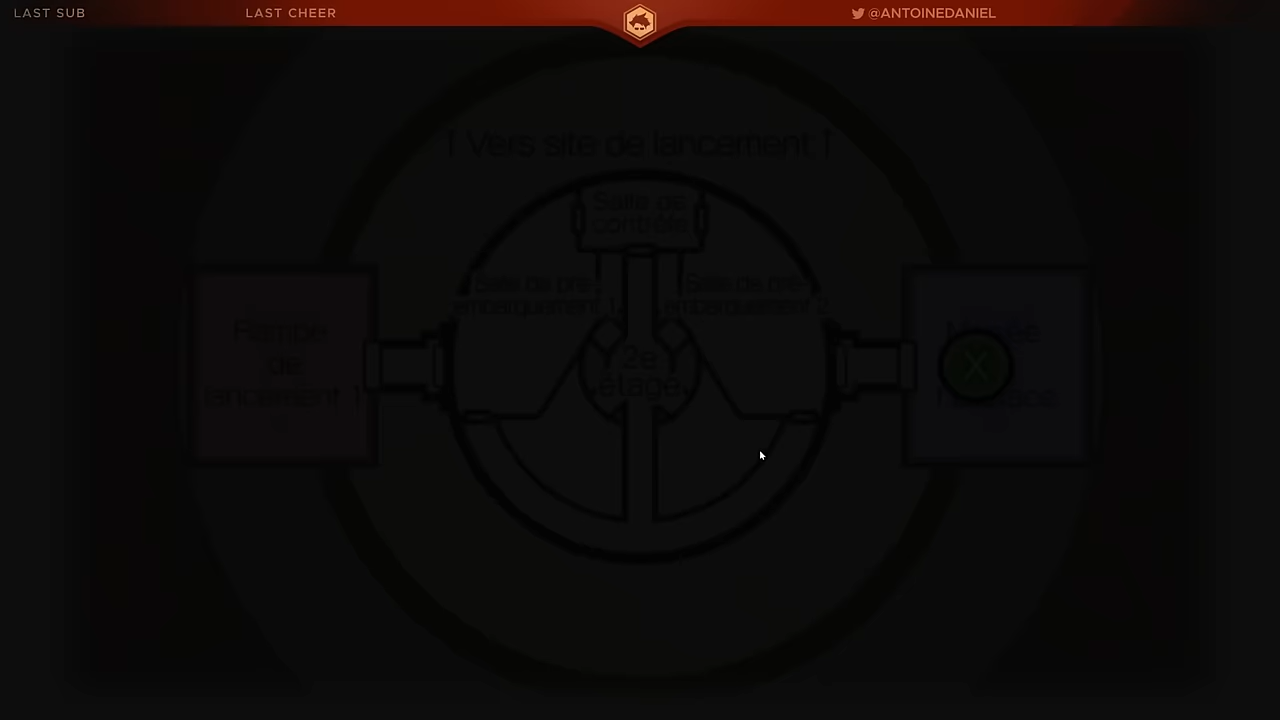 LAST SUB
LAST CHEER
@ANTOINEDANIEL
Vers site de lancement
Salle de
contrôle
Salle de pré-
embarquement 1
Salle de pré-
embarquement 2
2e
étage
de
lancement 1
X